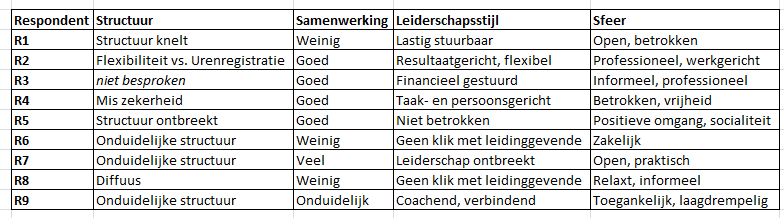 Respondent Structuur Samenwerking Leiderschapsstijl Sfeer
R1 Structuur knelt Weinig Lastig stuurbaar Open, betrokken
R2 Flexibiliteit vs. Urenregistratie Goed Resultaatgericht, flexibel Professioneel, werkgericht
R3 niet besproken Goed Financieel gestuurd Informeel, professioneel
R4 Mis zekerheid Goed Taak- en persoonsgericht Betrokken, vrijheid
R5 Structuur ontbreekt Goed Niet betrokken Positieve omgang, socialiteit
R6 Onduidelijke structuur Weinig Geen klik met leidinggevende Zakelijk
R7 Onduidelijke structuur Veel Leiderschap ontbreekt Open, praktisch
R8 Diffuus Weinig Geen klik met leidinggevende Relaxt, informeel
R9 Onduidelijke structuur Onduidelijk Coachend, verbindend Toegankelijk, laagdrempelig